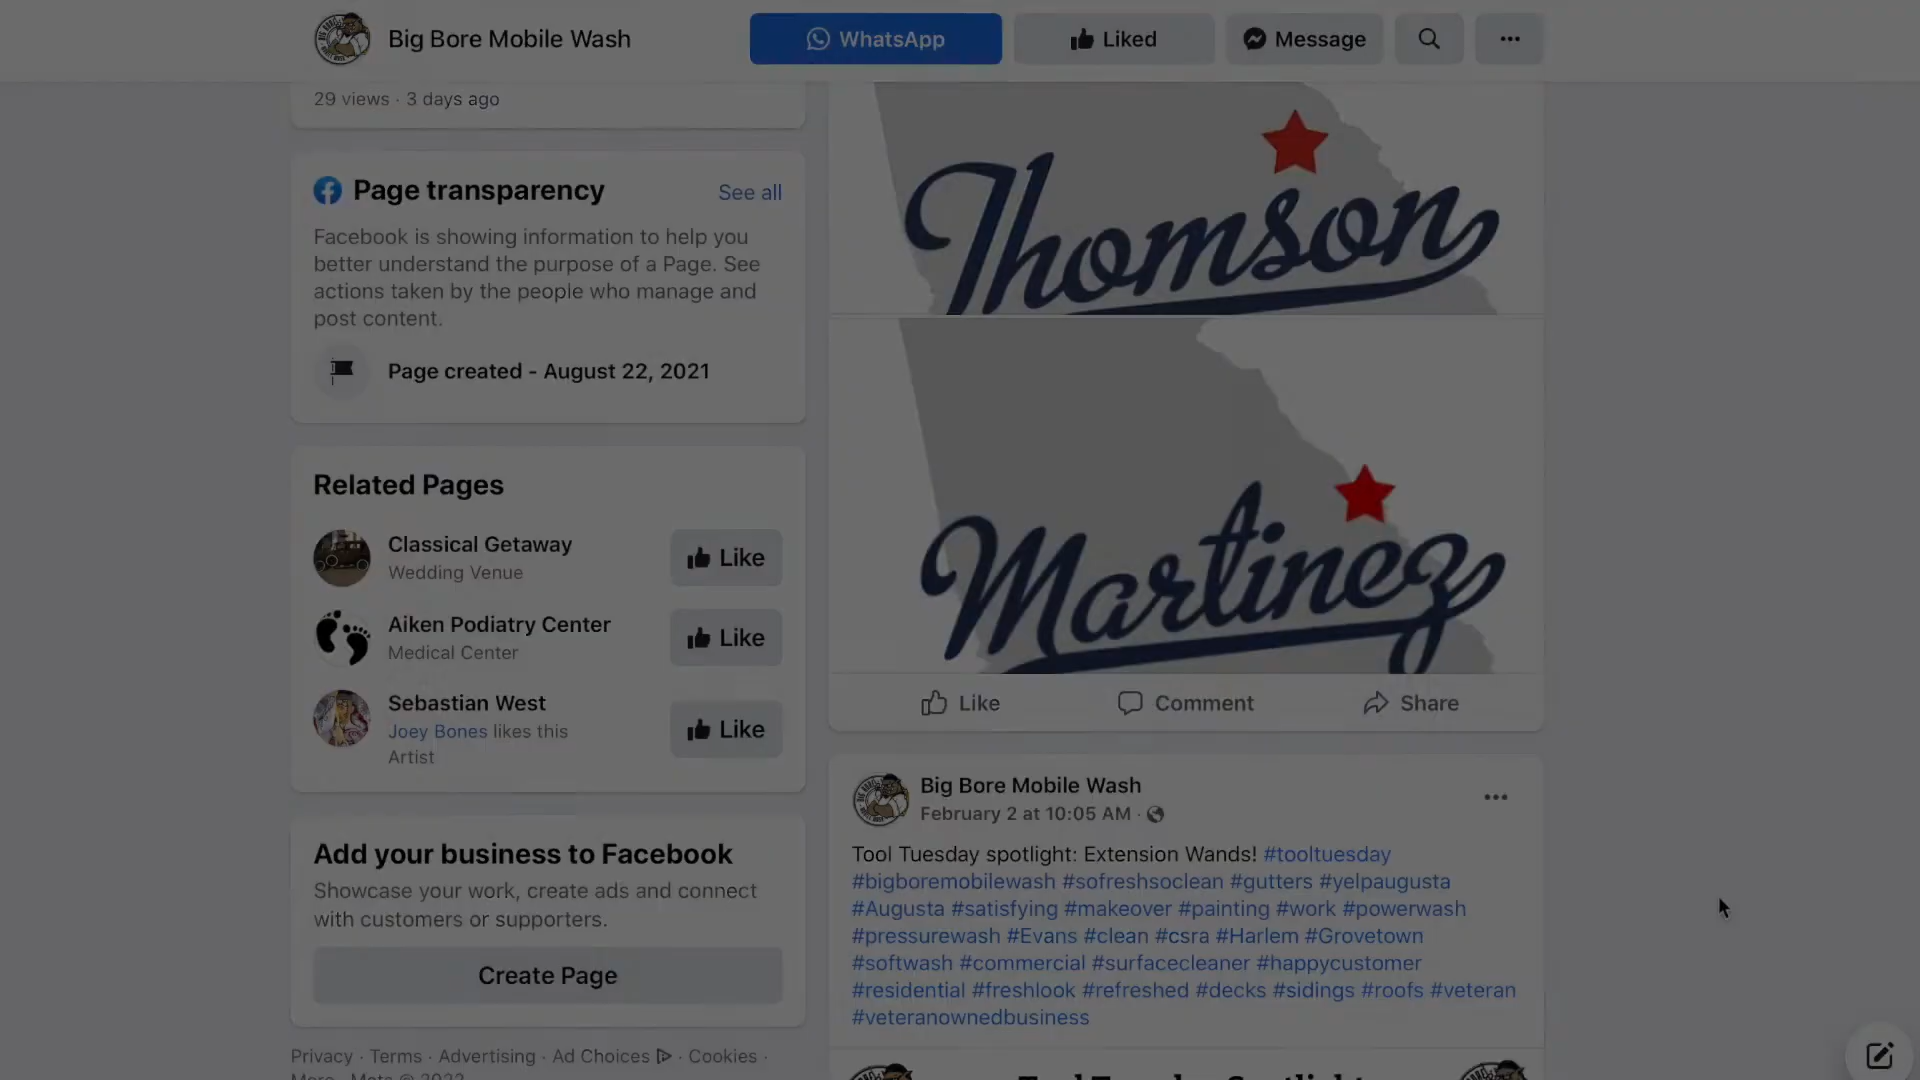 Big Bore Mobile Wash
WhatsApp
Liked
Message
29 views · 3 days ago
Page transparency
See all
Facebook is showing information to help you
better understand the purpose of a Page. See
actions taken by the people who manage and
post content.
Page created - August 22, 2021
Related Pages
Classical Getaway
Wedding Venue
Like
Aiken Podiatry Center
Medical Center
Like
Sebastian West
Joey Bones likes this
Artist
Like
Add your business to Facebook
Showcase your work, create ads and connect
with customers or supporters.
Create Page
Privacy · Terms · Advertising · Ad Choices · Cookies ·
Thomson
Martinez
Like
Comment
Share
Big Bore Mobile Wash
February 2 at 10:05 AM ·
Tool Tuesday spotlight: Extension Wands! #tooltuesday
#bigboremobilewash #sofreshsoclean #gutters #yelpaugusta
#Augusta #satisfying #makeover #painting #work #powerwash
#pressurewash #Evans #clean #csra #Harlem #Grovetown
#softwash #commercial #surfacecleaner #happycustomer
#residential #freshlook #refreshed #decks #sidings #roofs #veteran
#veteranownedbusiness